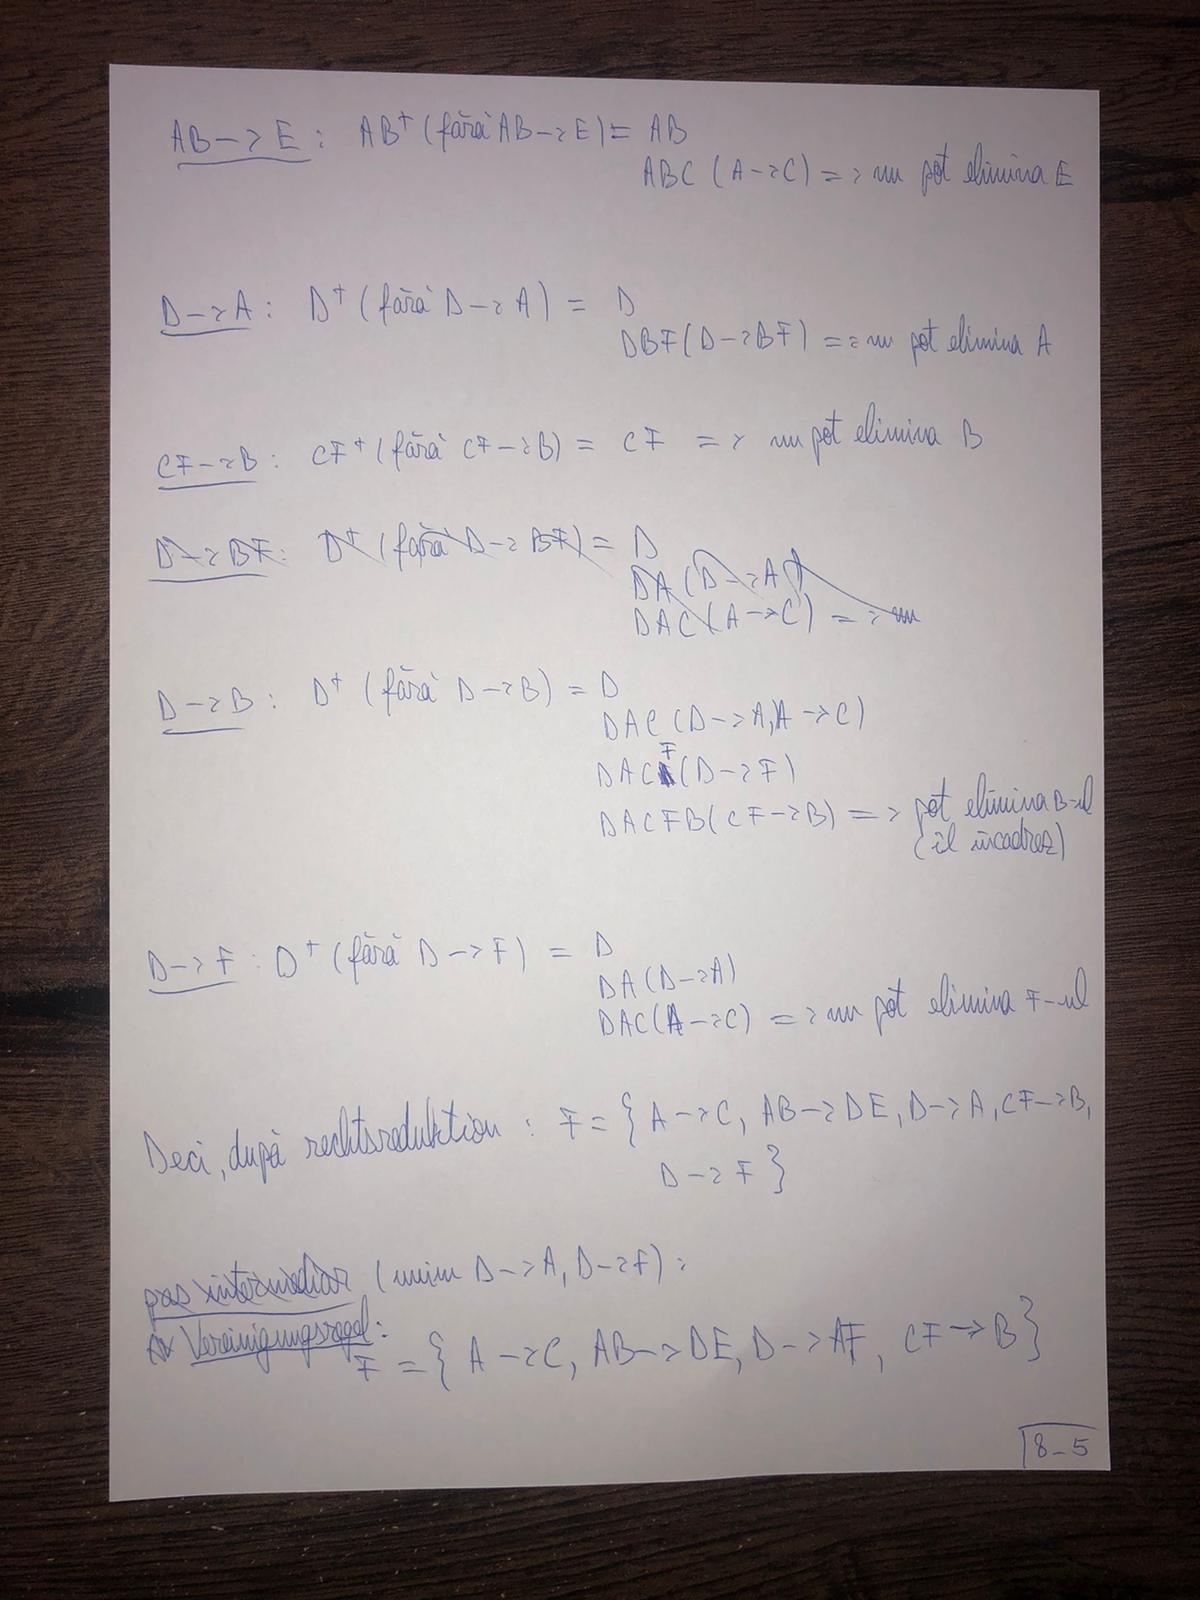 AB->E: AB+ (fără AB->E) = AB
ABC (A->C) => nu pot elimina E
D->A: D+ (fără D->A) = D
DBF (D->BF) => nu pot elimina A
CF->B: CF+ (fără CF->B) = CF => nu pot elimina B
D->BF: D+ (fără D->BF) = D
DA (D->A)
DAC (A->C) => nu
D->B: D+ (fără D->B) = D
DAC (D->A, A->C)
DACF (D->F)
DACFB (CF->B) => pot elimina B-ul
(îl încadrez)
D->F: D+ (fără D->F) = D
DA (D->A)
DAC (A->C) => nu pot elimina F-ul
Deci, după rechtsreduktion: F = { A->C, AB->DE, D->A, CF->B,
D->F }
pas intermediar (unim D->A, D->F):
Vereinigungsregel:
F = { A->C, AB->DE, D->AF, CF->B }
8-5